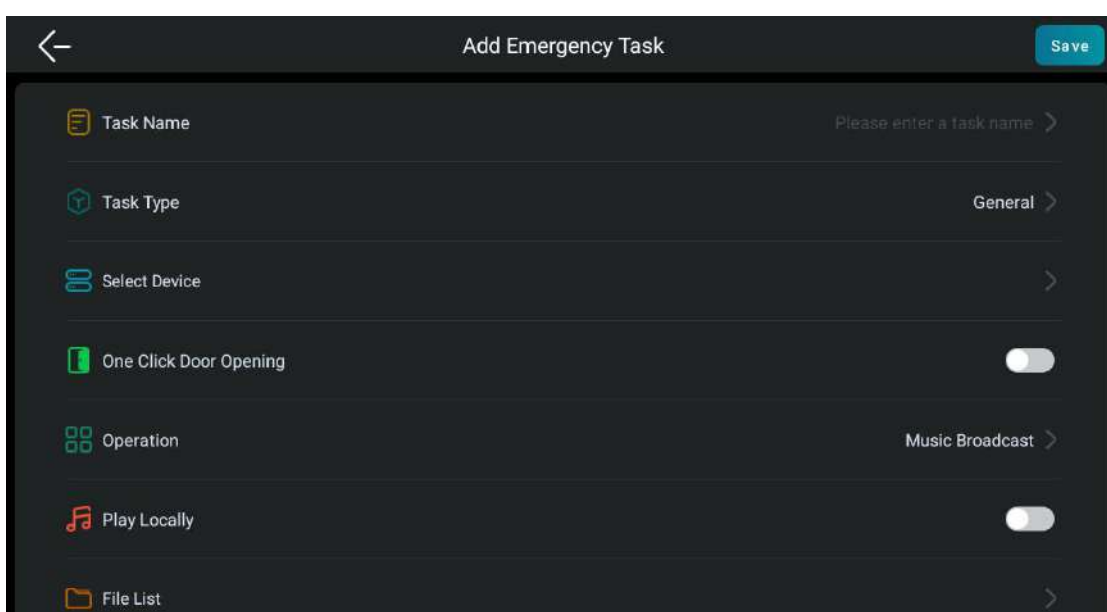 Add Emergency Task
Save
Task Name
Please enter a task name
Task Type
General
Select Device
One Click Door Opening
Operation
Music Broadcast
Play Locally
File List